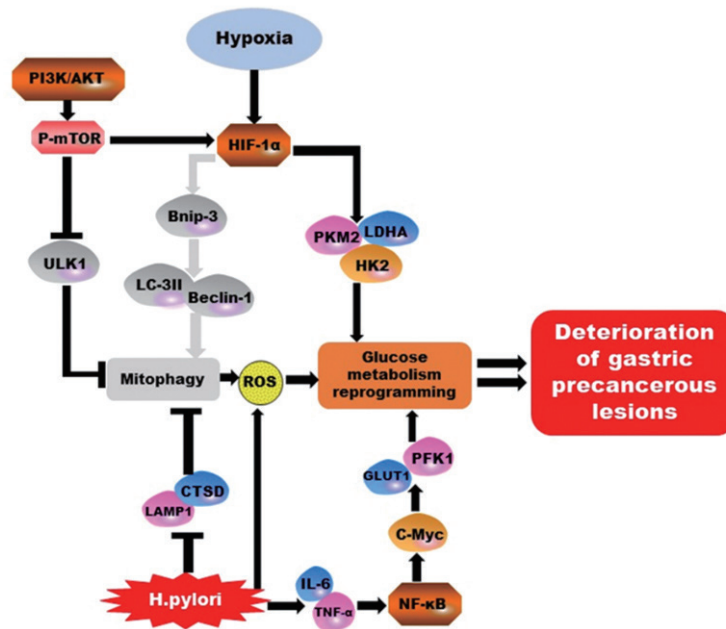 Hypoxia
PI3K/AKT
P-mTOR
HIF-1α
Bnip-3
PKM2
LDHA
HK2
ULK1
LC-3II
Beclin-1
Mitophagy
ROS
Glucose
metabolism
reprogramming
Deterioration
of gastric
precancerous
lesions
CTSD
LAMP1
GLUT1
PFK1
C-Myc
H.pylori
IL-6
TNF-α
NF-κB